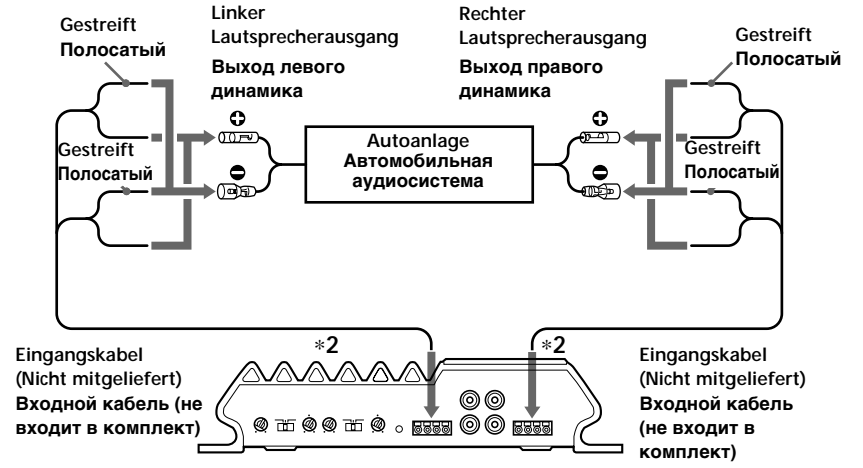 Gestreift
Полосатый
Linker
Lautsprecherausgang
Выход левого
динамика
Rechter
Lautsprecherausgang
Выход правого
динамика
Gestreift
Полосатый
Gestreift
Полосатый
Autoanlage
Автомобильная
аудиосистема
Gestreift
Полосатый
*2
*2
Eingangskabel
(Nicht mitgeliefert)
Входной кабель (не
входит в комплект)
Eingangskabel
(Nicht mitgeliefert)
Входной кабель
(не входит в
комплект)